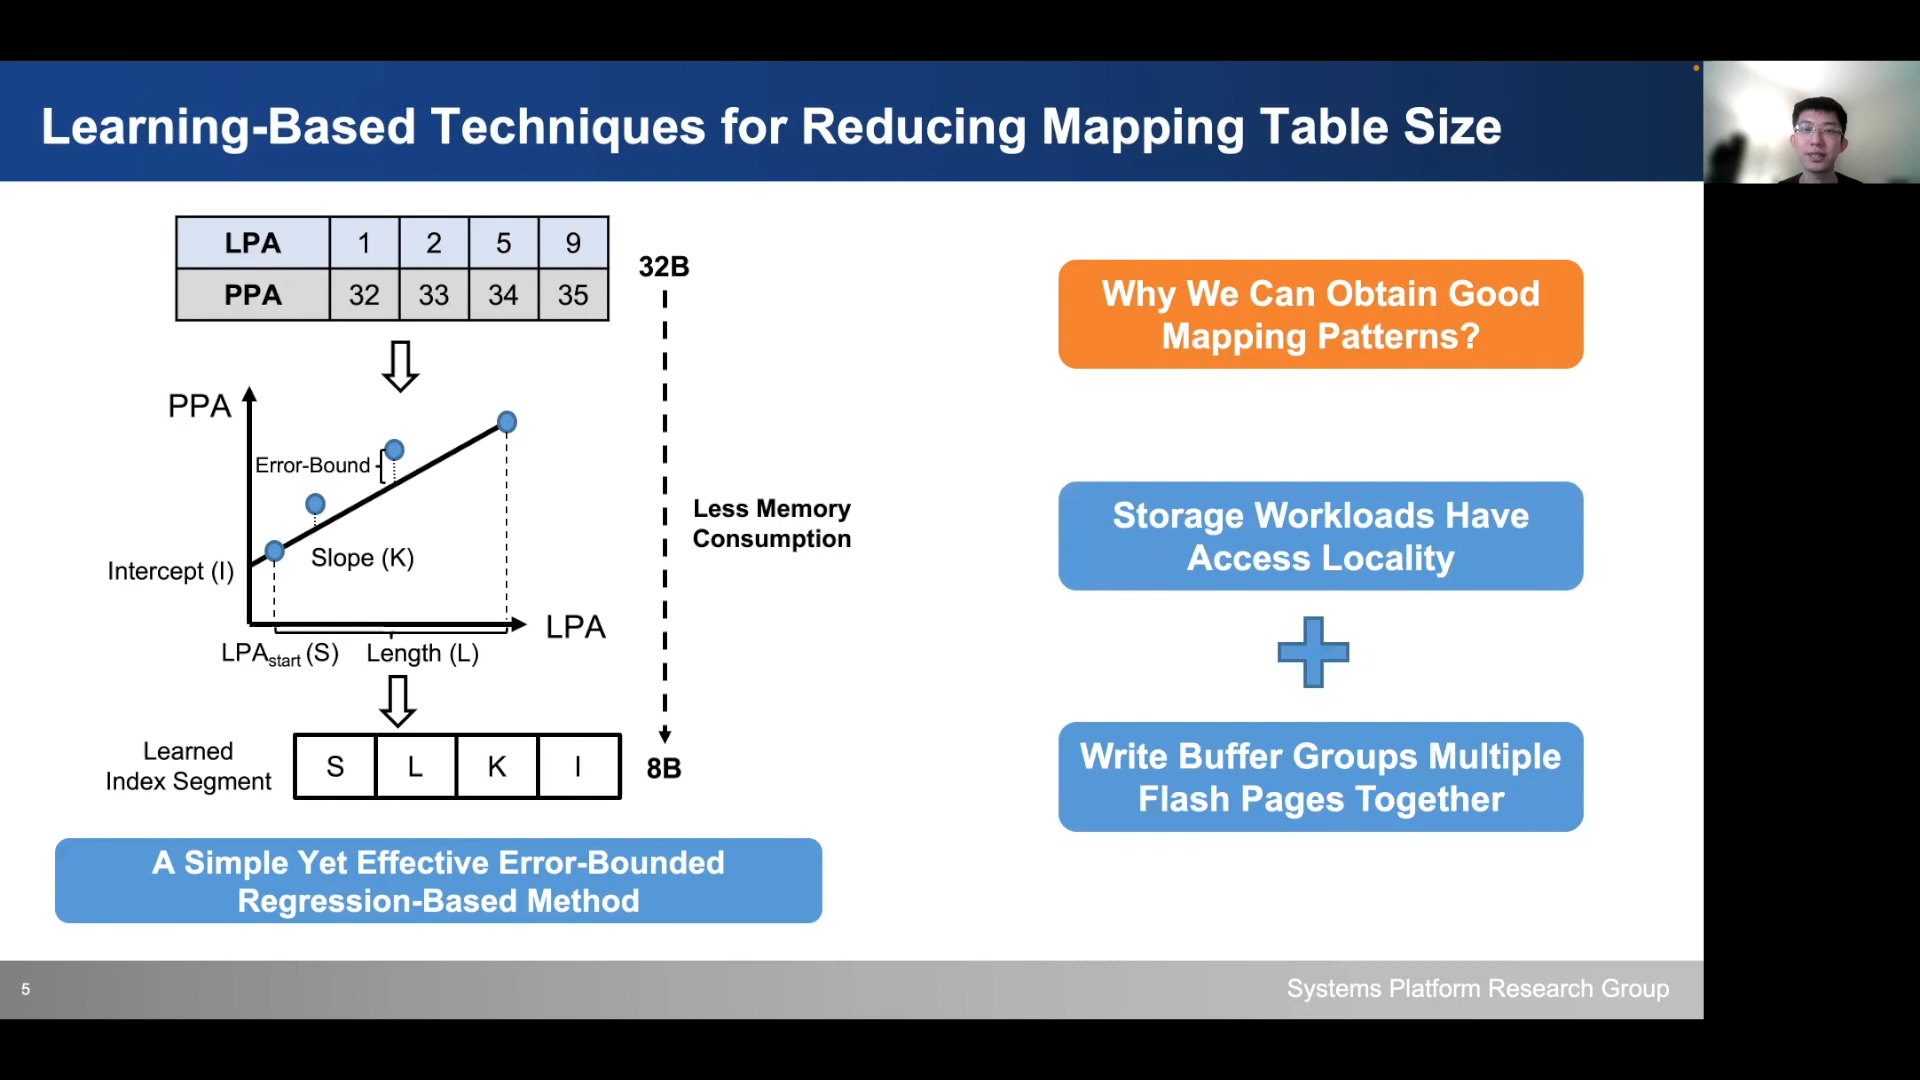 Learning-Based Techniques for Reducing Mapping Table Size
LPA 1 2 5 9
PPA 32 33 34 35
32B
PPA
Error-Bound
Slope (K)
Intercept (I)
LPA
LPAstart (S) Length (L)
Less Memory
Consumption
Learned
Index Segment
S L K I
8B
A Simple Yet Effective Error-Bounded
Regression-Based Method
Why We Can Obtain Good
Mapping Patterns?
Storage Workloads Have
Access Locality
Write Buffer Groups Multiple
Flash Pages Together
5
Systems Platform Research Group